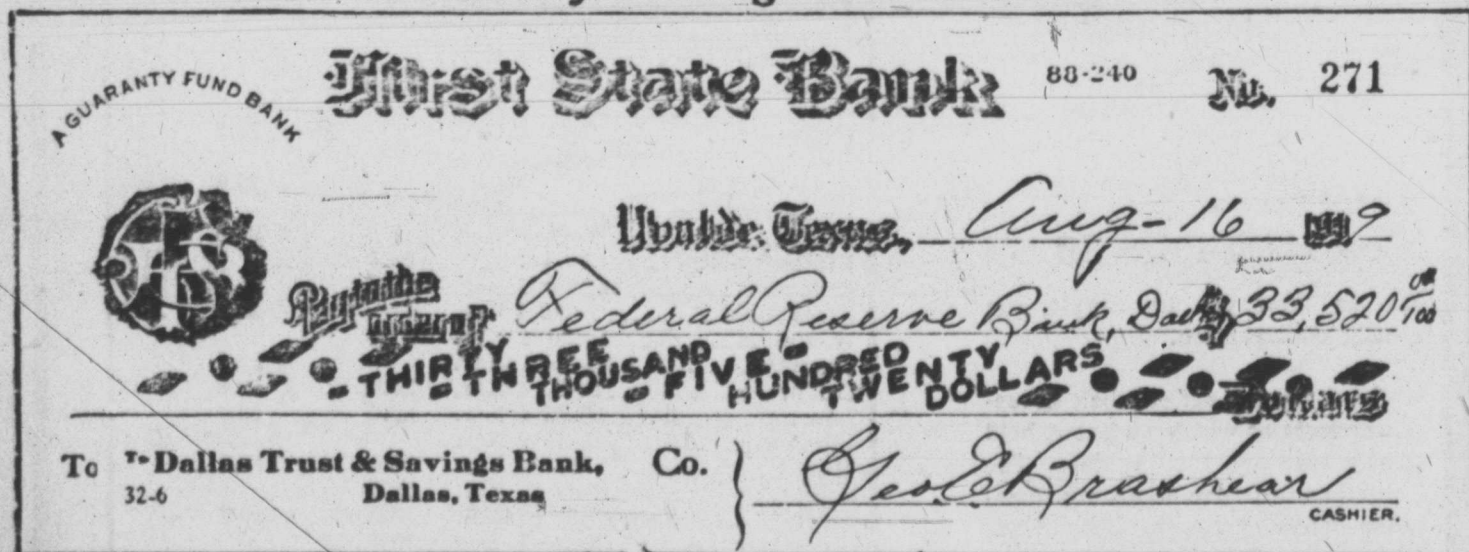 A GUARANTY FUND BANK
First State Bank 88-240 No. 271
Uvalde, Texas, Aug-16 1919
Pay to the order of Federal Reserve Bank, Dallas $33,520 00/100
THIRTY THREE THOUSAND FIVE HUNDRED TWENTY DOLLARS Dollars
To Dallas Trust & Savings Bank, Co.
32-6 Dallas, Texas
Geo E Brashear
CASHIER.